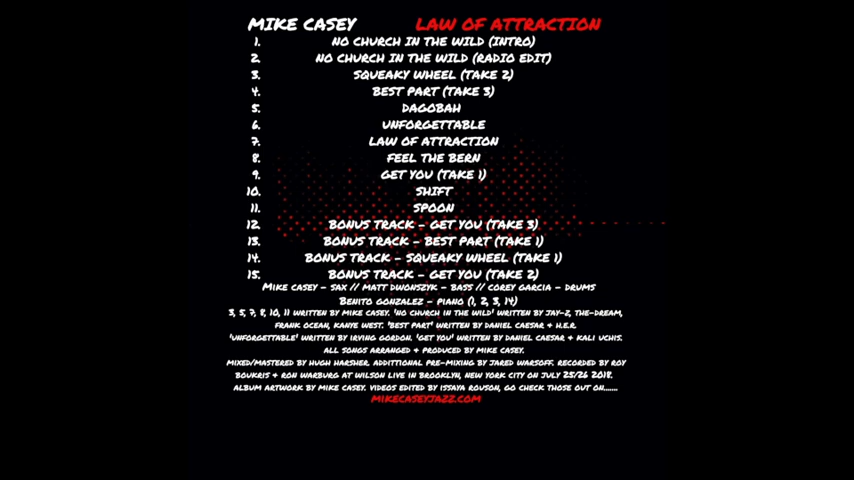 MIKE CASEY LAW OF ATTRACTION
1. NO CHURCH IN THE WILD (INTRO)
2. NO CHURCH IN THE WILD (RADIO EDIT)
3. SQUEAKY WHEEL (TAKE 2)
4. BEST PART (TAKE 3)
5. DAGOBAH
6. UNFORGETTABLE
7. LAW OF ATTRACTION
8. FEEL THE BERN
9. GET YOU (TAKE 1)
10. SHIFT
11. SPOON
12. BONUS TRACK - GET YOU (TAKE 3)
13. BONUS TRACK - BEST PART (TAKE 1)
14. BONUS TRACK - SQUEAKY WHEEL (TAKE 1)
15. BONUS TRACK - GET YOU (TAKE 2)
MIKE CASEY - SAX // MATT DWONSZYK - BASS // COREY GARCIA - DRUMS
BENITO GONZALEZ - PIANO (1, 2, 3, 14)
3, 5, 7, 8, 10, 11 WRITTEN BY MIKE CASEY. 'NO CHURCH IN THE WILD' WRITTEN BY JAY-Z, THE-DREAM,
FRANK OCEAN, KANYE WEST. 'BEST PART' WRITTEN BY DANIEL CAESAR & H.E.R.
'UNFORGETTABLE' WRITTEN BY IRVING GORDON. 'GET YOU' WRITTEN BY DANIEL CAESAR & KALI UCHIS.
ALL SONGS ARRANGED & PRODUCED BY MIKE CASEY.
MIXED/MASTERED BY HUGH HARSHER. ADDITTIONAL PRE-MIXING BY JARED WARSOFF. RECORDED BY ROY
BOUKRIS & RON WARBURG AT WILSON LIVE IN BROOKLYN, NEW YORK CITY ON JULY 25/26 2018.
ALBUM ARTWORK BY MIKE CASEY. VIDEOS EDITED BY ISSAYA ROUSON, GO CHECK THOSE OUT ON.......
MIKECASEYJAZZ.COM